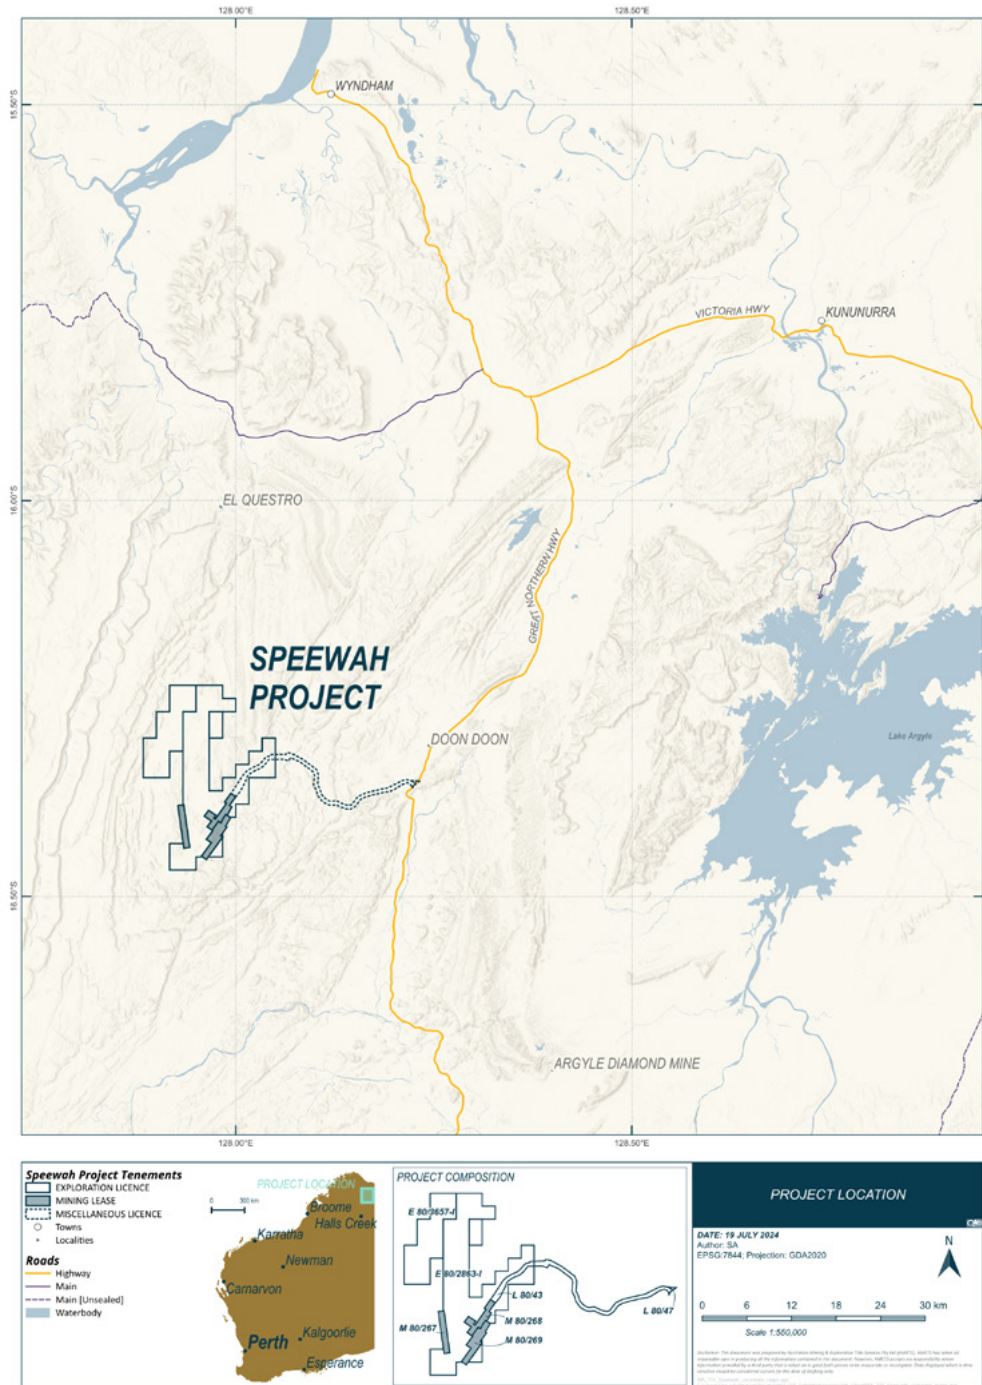 128.00°E
128.50°E
15.50°S
WYNDHAM
VICTORIA HWY
KUNUNURRA
16.00°S
EL QUESTRO
GREAT NORTHERN HWY
SPEEWAH
PROJECT
DOON DOON
Lake Argyle
16.50°S
ARGYLE DIAMOND MINE
128.00°E
128.50°E
Speewah Project Tenements
EXPLORATION LICENCE
MINING LEASE
MISCELLANEOUS LICENCE
Towns
Localities
Roads
Highway
Main
Main [Unsealed]
Waterbody
PROJECT LOCATION
0 300 km
Broome
Halls Creek
Karratha
Newman
Carnarvon
Kalgoorlie
Perth
Esperance
PROJECT COMPOSITION
E 80/3657-I
E 80/2863-I
L 80/43
L 80/47
M 80/268
M 80/267
M 80/269
PROJECT LOCATION
DATE: 19 JULY 2024
Author: SA
EPSG:7844; Projection: GDA2020
N
0 6 12 18 24 30 km
Scale 1:550,000